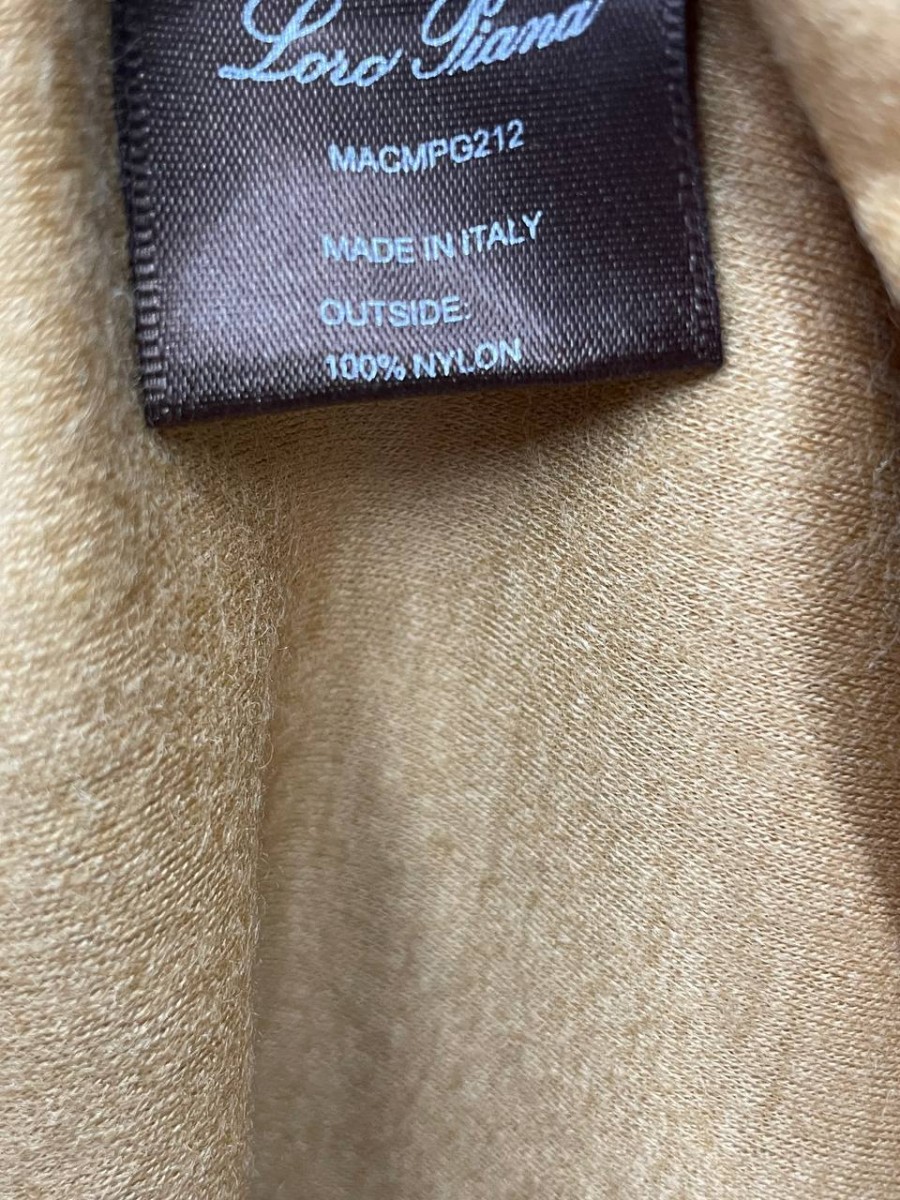 Loro Piana
MACMPG212
MADE IN ITALY
OUTSIDE:
100% NYLON